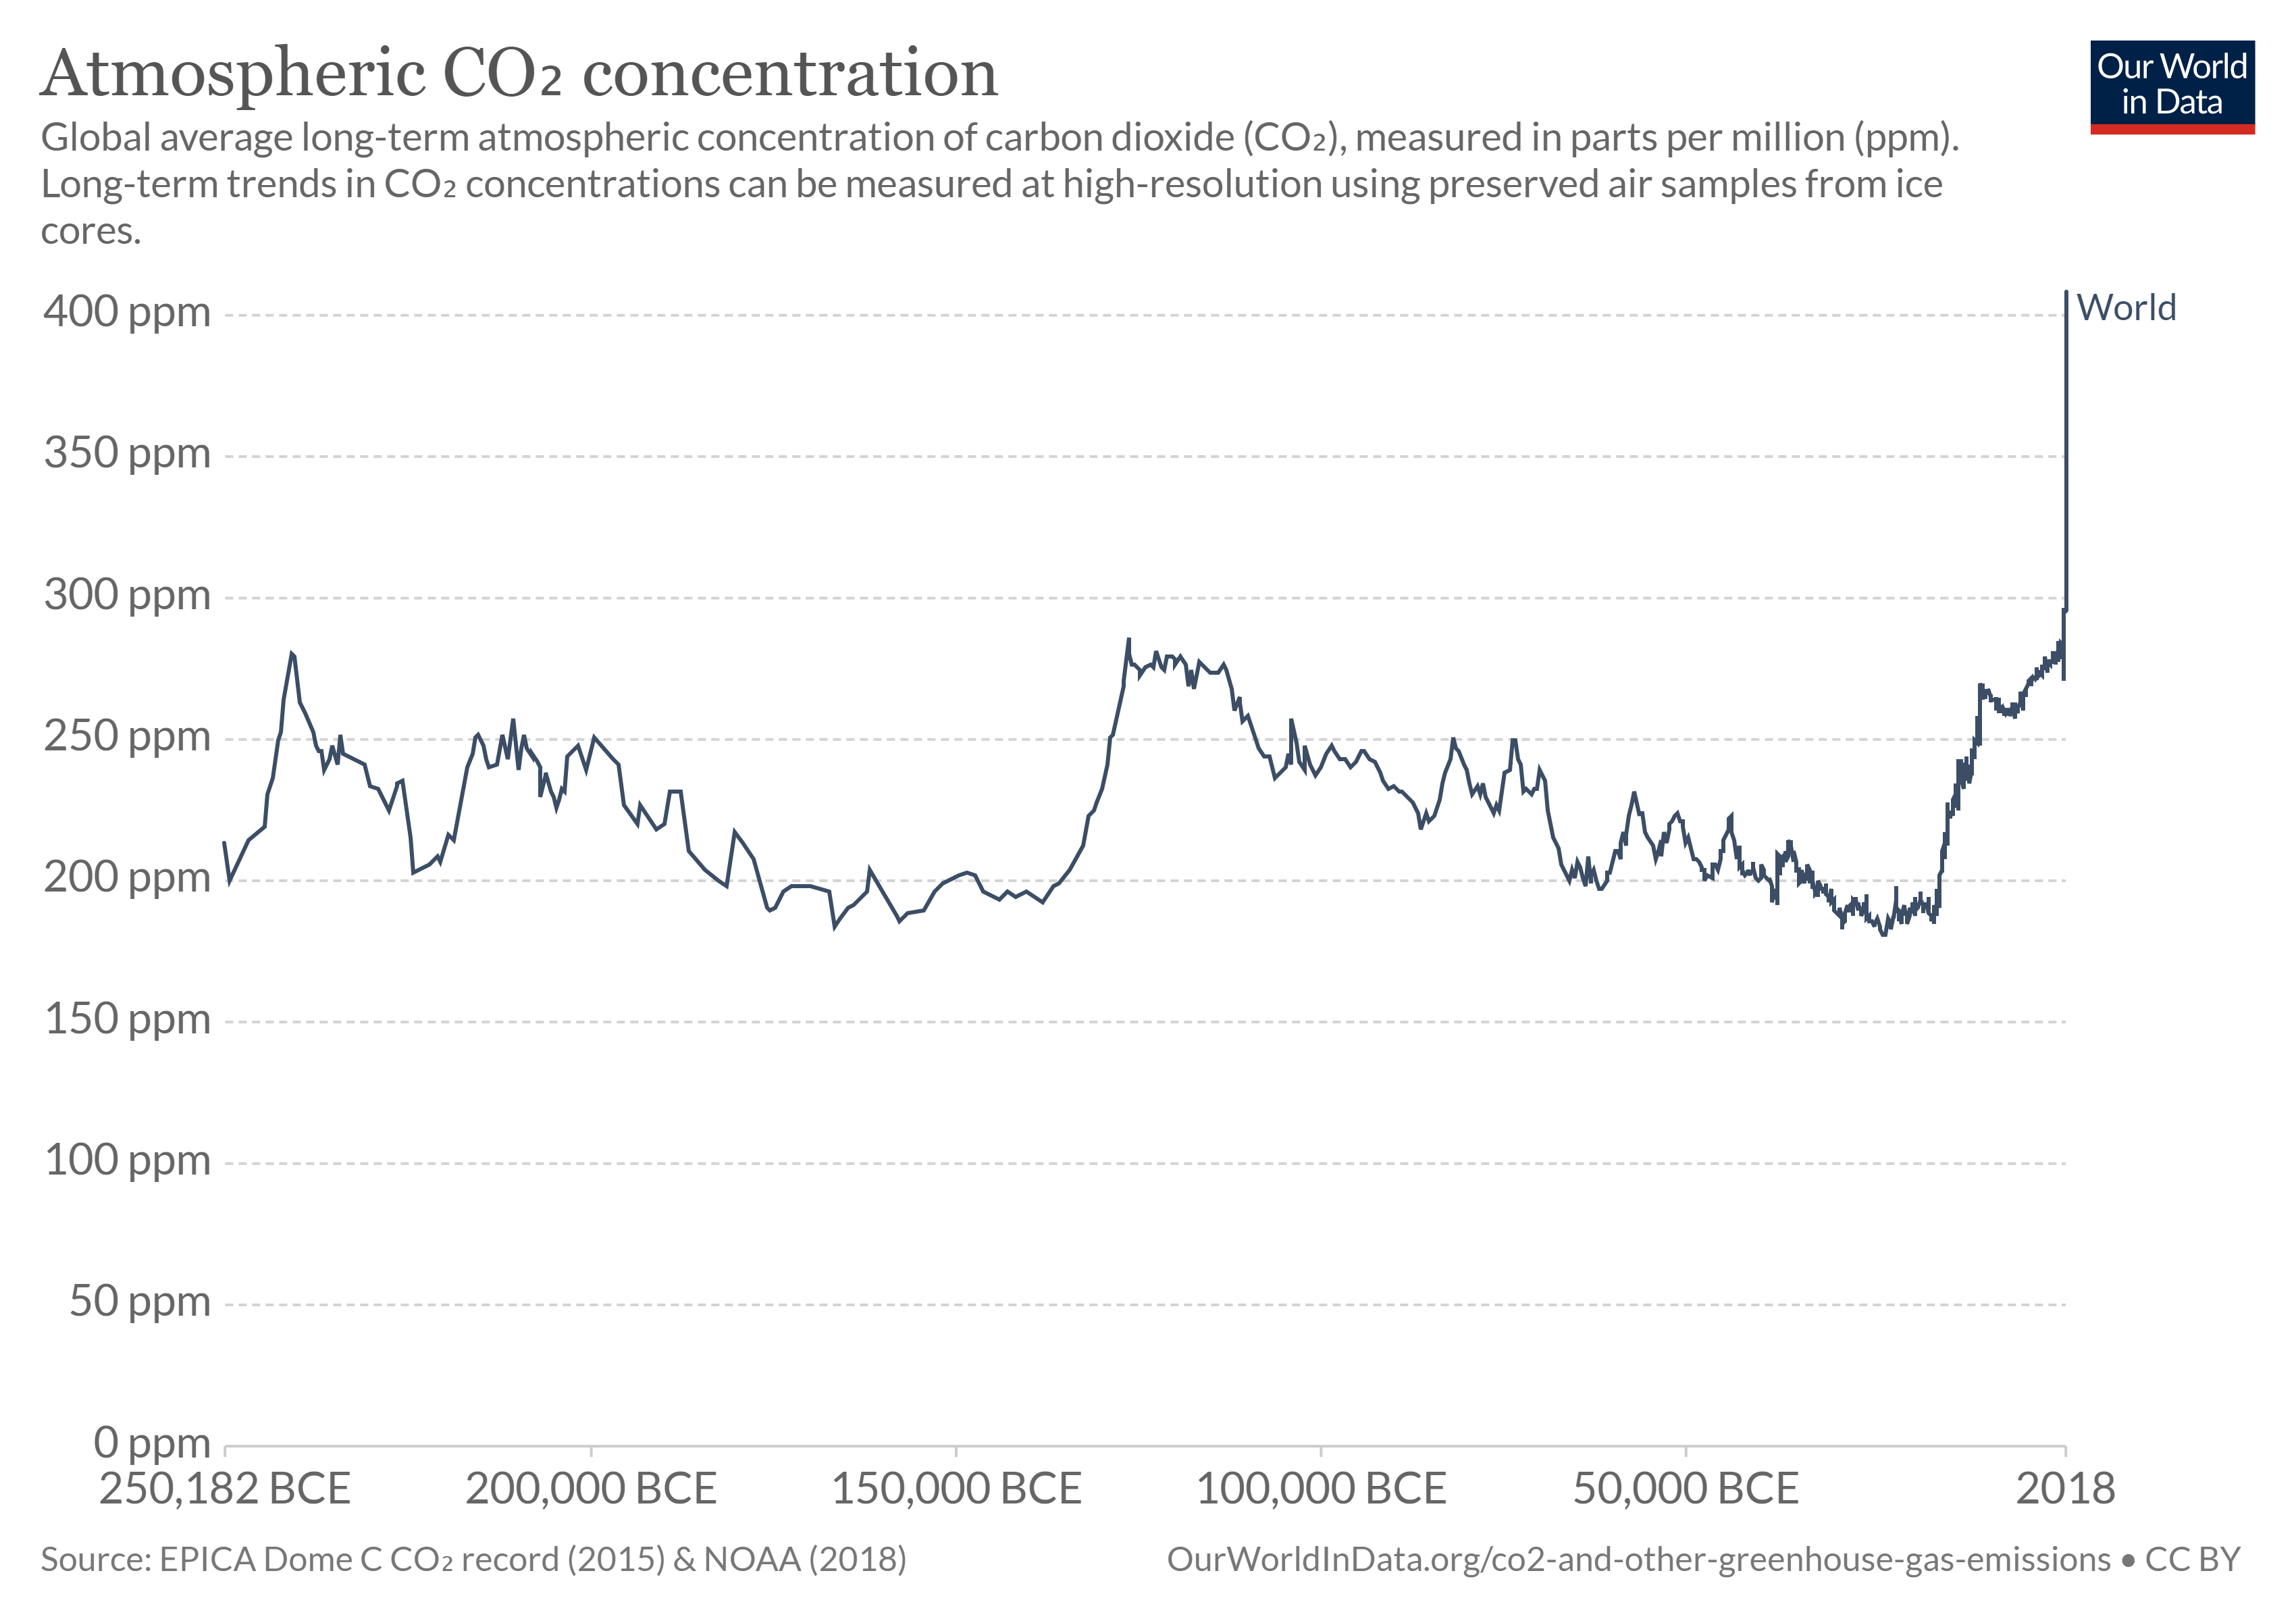 Atmospheric CO₂ concentration
Our World
in Data
Global average long-term atmospheric concentration of carbon dioxide (CO₂), measured in parts per million (ppm).
Long-term trends in CO₂ concentrations can be measured at high-resolution using preserved air samples from ice
cores.
400 ppm
World
350 ppm
300 ppm
250 ppm
200 ppm
150 ppm
100 ppm
50 ppm
0 ppm
250,182 BCE
200,000 BCE
150,000 BCE
100,000 BCE
50,000 BCE
2018
Source: EPICA Dome C CO₂ record (2015) & NOAA (2018)
OurWorldInData.org/co2-and-other-greenhouse-gas-emissions • CC BY